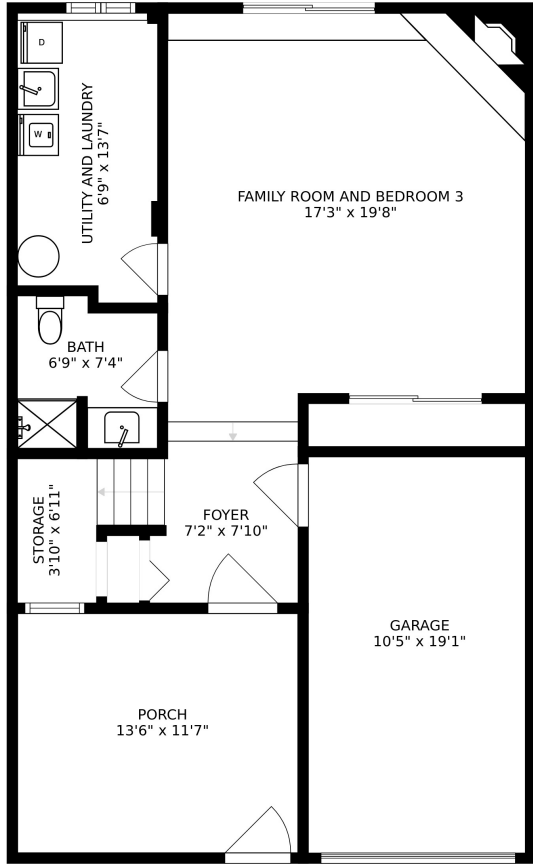 D
W
UTILITY AND LAUNDRY
6'9" x 13'7"
FAMILY ROOM AND BEDROOM 3
17'3" x 19'8"
BATH
6'9" x 7'4"
STORAGE
3'10" x 6'11"
FOYER
7'2" x 7'10"
GARAGE
10'5" x 19'1"
PORCH
13'6" x 11'7"